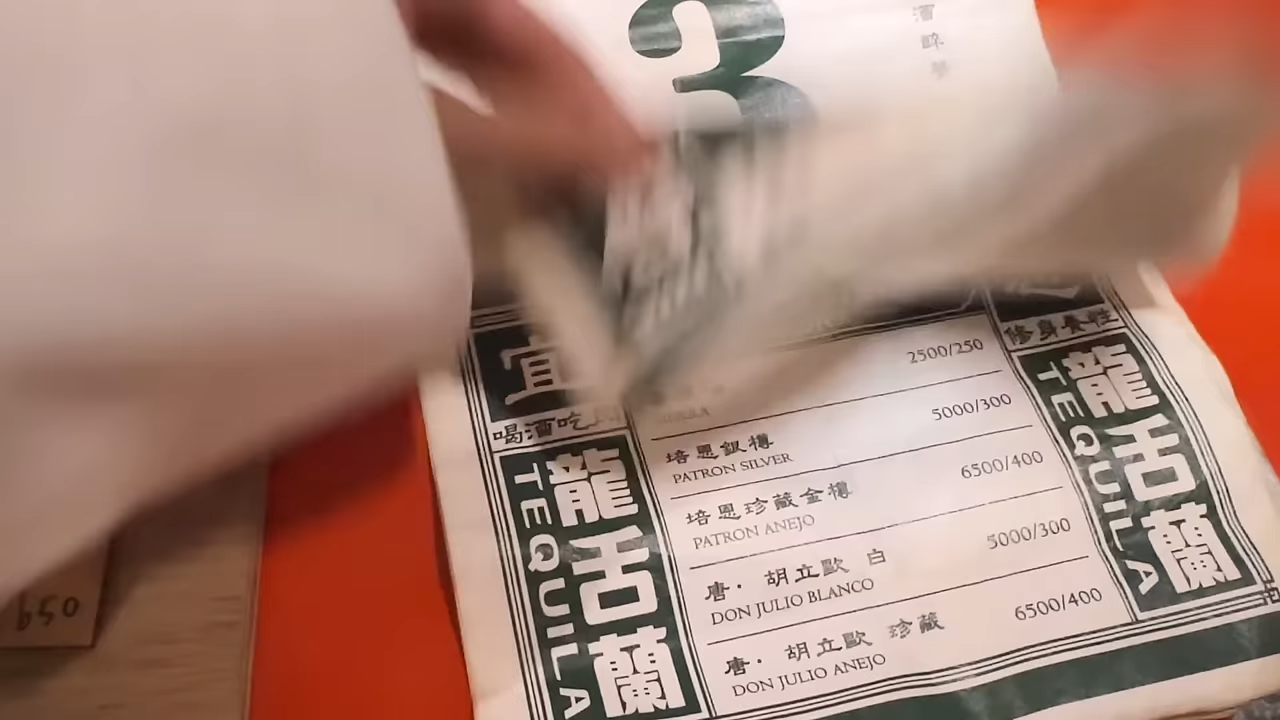 3
酒
醉
宜
喝酒吃
修身養性
龍舌蘭
TEQUILA
2500/250
培恩銀樽
PATRON SILVER
5000/300
培恩珍藏金樽
PATRON ANEJO
6500/400
唐·胡立歐 白
DON JULIO BLANCO
5000/300
唐·胡立歐 珍藏
DON JULIO ANEJO
6500/400
龍舌蘭
TEQUILA
059